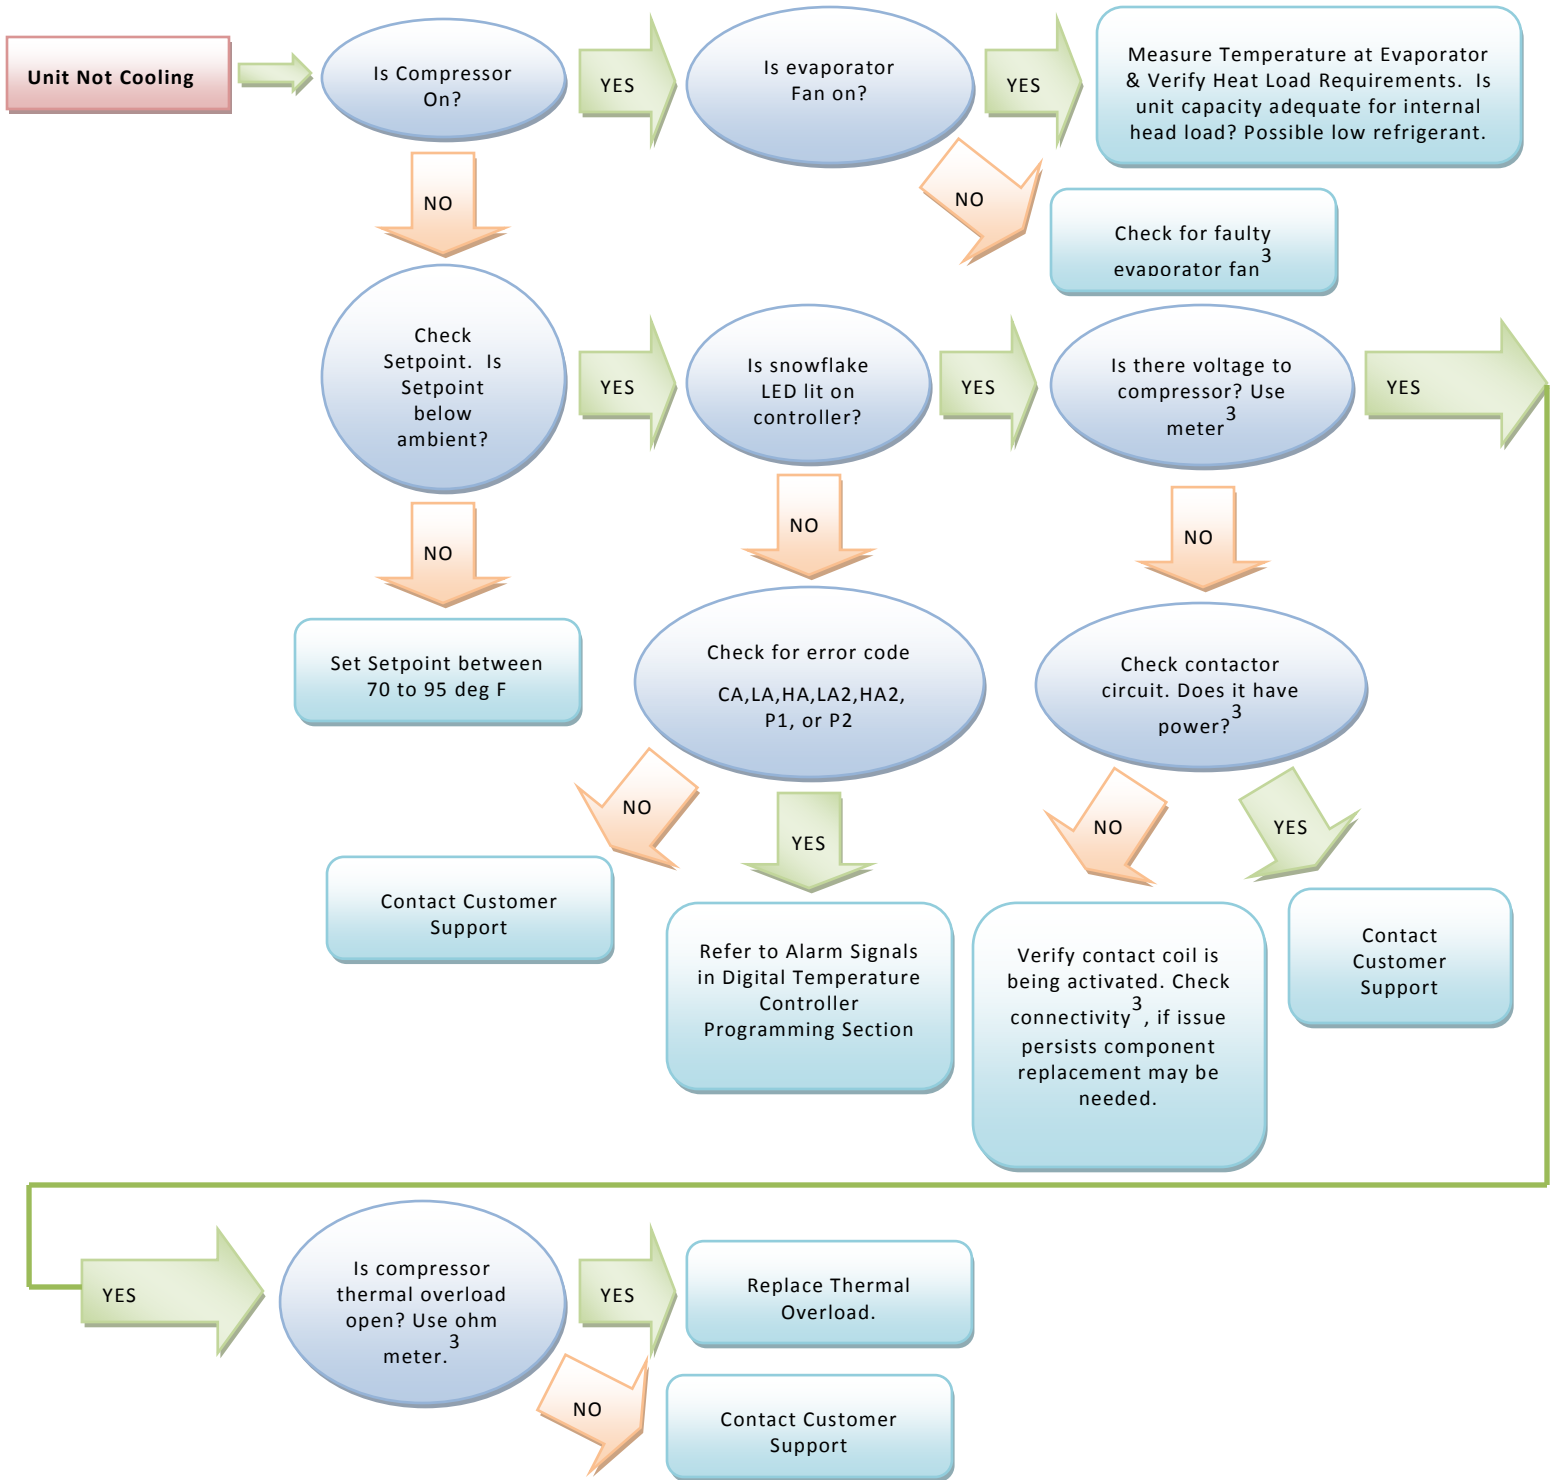 Unit Not Cooling
Is Compressor
On?
YES
Is evaporator
Fan on?
YES
Measure Temperature at Evaporator
& Verify Heat Load Requirements. Is
unit capacity adequate for internal
head load? Possible low refrigerant.
NO
NO
Check for faulty
evaporator fan3
Check
Setpoint. Is
Setpoint
below
ambient?
YES
Is snowflake
LED lit on
controller?
YES
Is there voltage to
compressor? Use
meter3
YES
NO
NO
NO
Set Setpoint between
70 to 95 deg F
Check for error code
CA,LA,HA,LA2,HA2,
P1, or P2
Check contactor
circuit. Does it have
power?3
NO
YES
NO
YES
Contact Customer
Support
Refer to Alarm Signals
in Digital Temperature
Controller
Programming Section
Verify contact coil is
being activated. Check
connectivity3, if issue
persists component
replacement may be
needed.
Contact
Customer
Support
YES
Is compressor
thermal overload
open? Use ohm
meter.3
YES
Replace Thermal
Overload.
NO
Contact Customer
Support